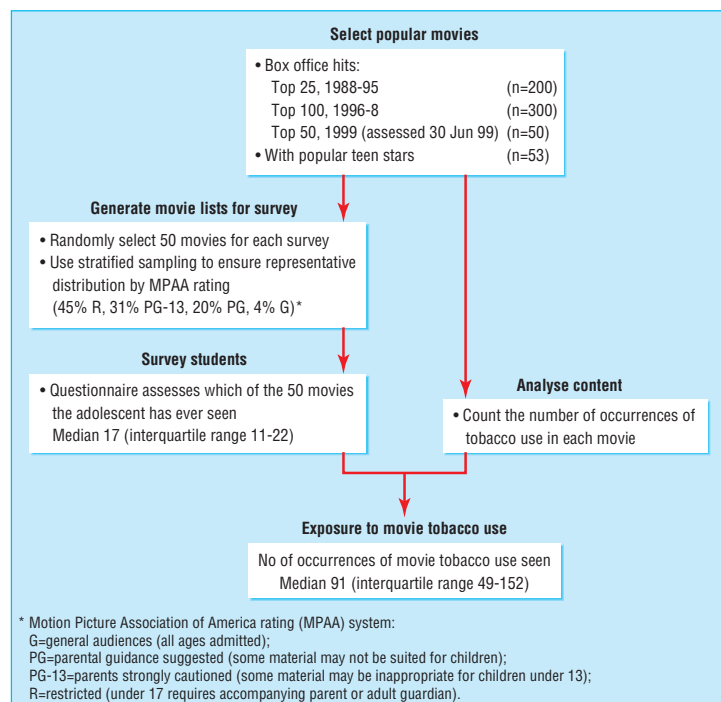 Select popular movies
• Box office hits:
Top 25, 1988-95 (n=200)
Top 100, 1996-8 (n=300)
Top 50, 1999 (assessed 30 Jun 99) (n=50)
• With popular teen stars (n=53)
Generate movie lists for survey
• Randomly select 50 movies for each survey
• Use stratified sampling to ensure representative
distribution by MPAA rating
(45% R, 31% PG-13, 20% PG, 4% G)*
Survey students
• Questionnaire assesses which of the 50 movies
the adolescent has ever seen
Median 17 (interquartile range 11-22)
Analyse content
• Count the number of occurrences of
tobacco use in each movie
Exposure to movie tobacco use
No of occurrences of movie tobacco use seen
Median 91 (interquartile range 49-152)
* Motion Picture Association of America rating (MPAA) system:
G=general audiences (all ages admitted);
PG=parental guidance suggested (some material may not be suited for children);
PG-13=parents strongly cautioned (some material may be inappropriate for children under 13);
R=restricted (under 17 requires accompanying parent or adult guardian).